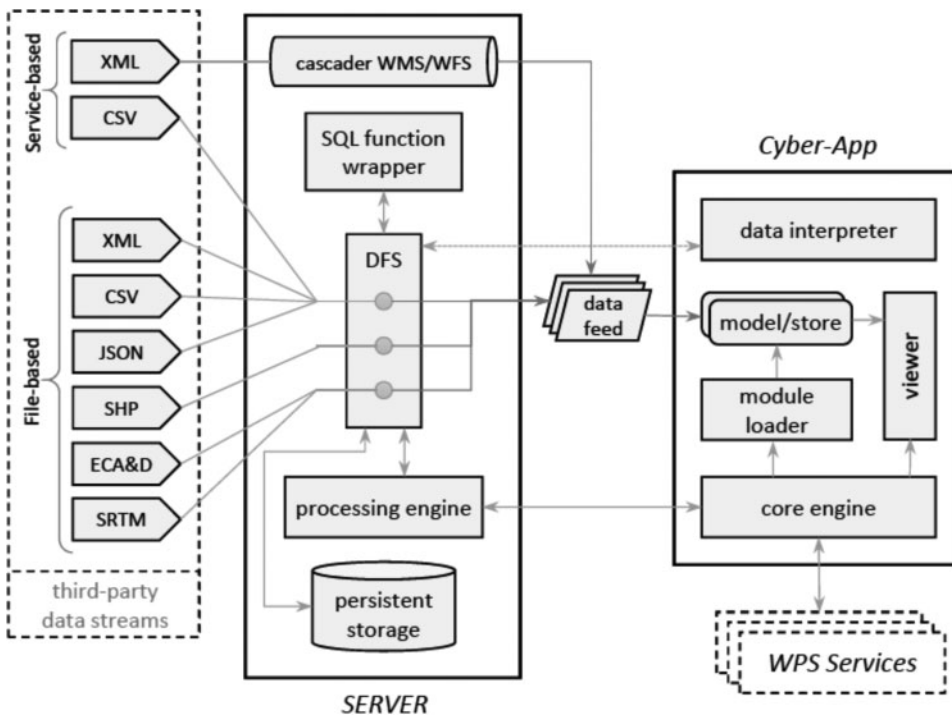 Service-based
XML
CSV
File-based
XML
CSV
JSON
SHP
ECA&D
SRTM
third-party
data streams
cascader WMS/WFS
SQL function
wrapper
DFS
processing engine
persistent
storage
SERVER
data
feed
Cyber-App
data interpreter
model/store
viewer
module
loader
core engine
WPS Services